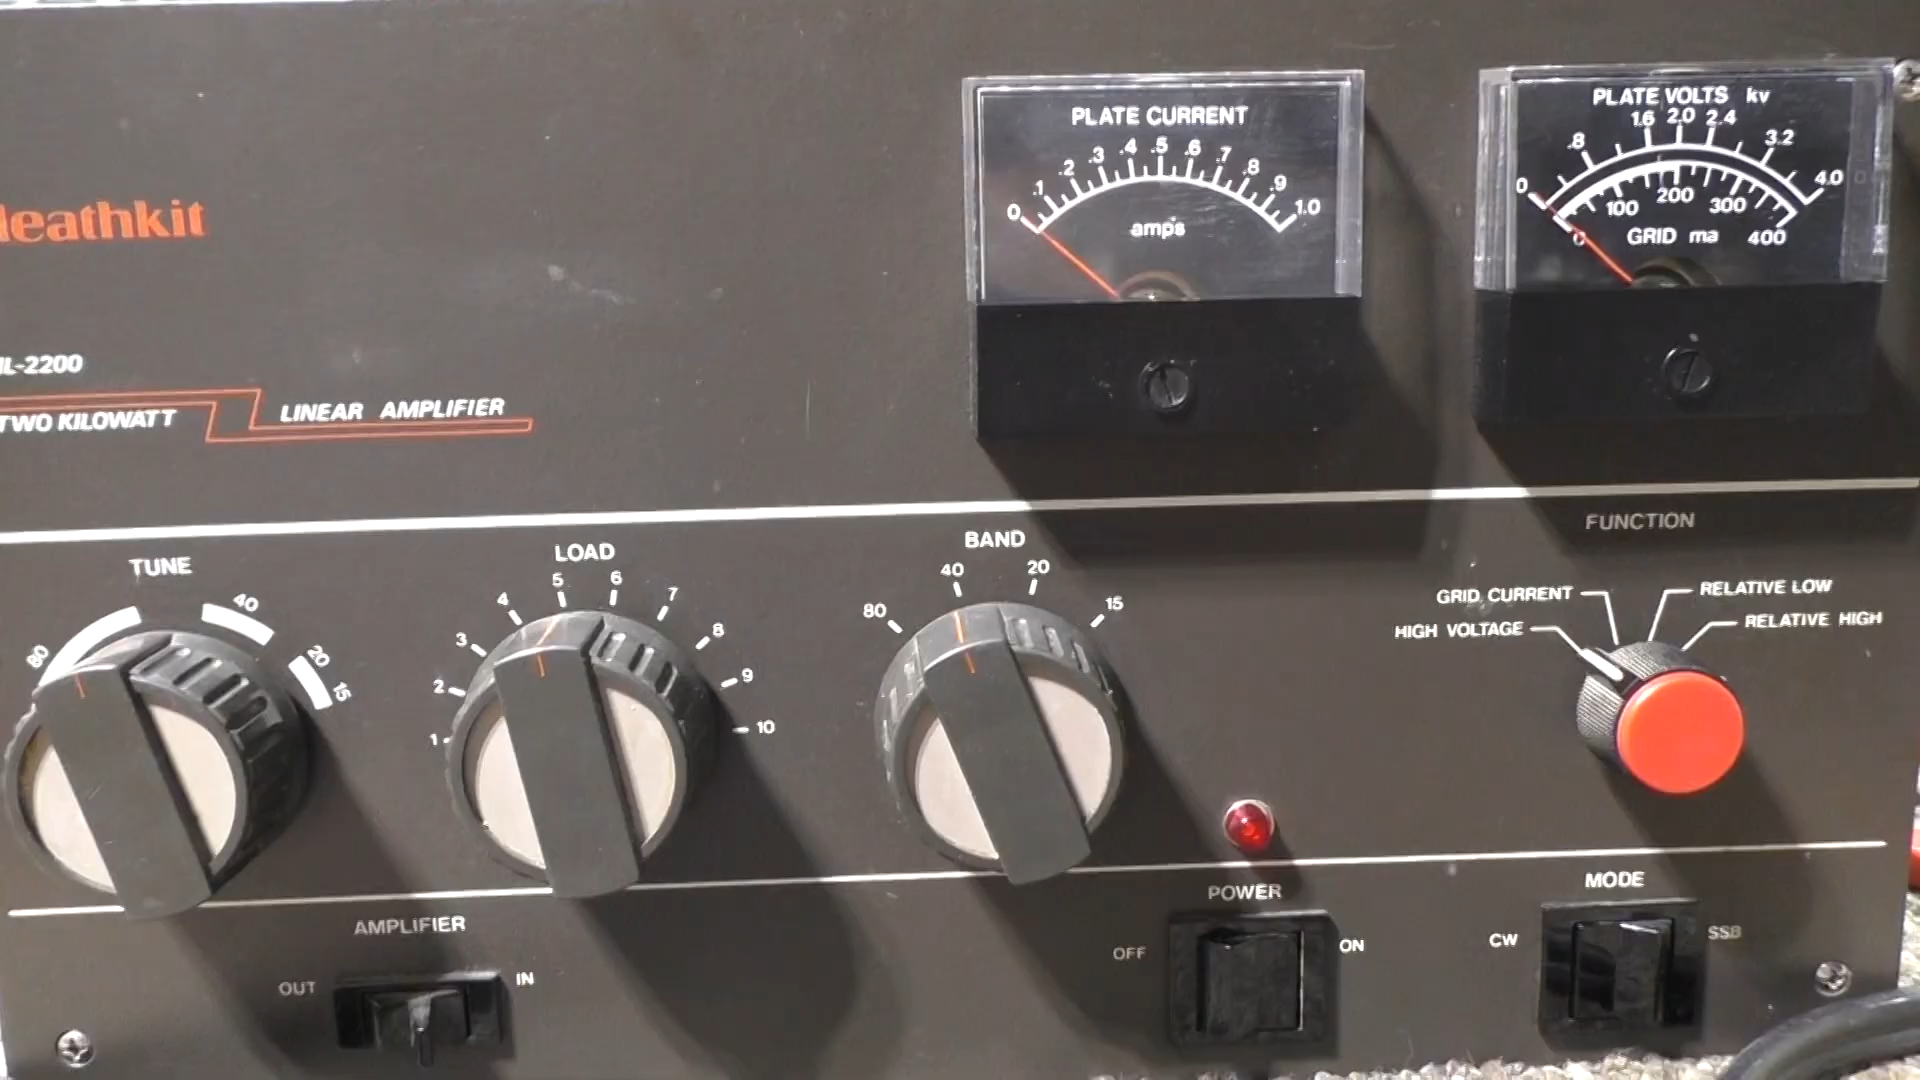 leathkit
L-2200
TWO KILOWATT
LINEAR AMPLIFIER
PLATE CURRENT
0 .1 .2 .3 .4 .5 .6 .7 .8 .9 1.0
amps
PLATE VOLTS kv
0 .8 1.6 2.0 2.4 3.2 4.0
0 100 200 300 400
GRID ma
TUNE
80 40 20 15
LOAD
1 2 3 4 5 6 7 8 9 10
BAND
80 40 20 15
FUNCTION
GRID CURRENT
RELATIVE LOW
HIGH VOLTAGE
RELATIVE HIGH
AMPLIFIER
OUT IN
POWER
OFF ON
MODE
CW SSB